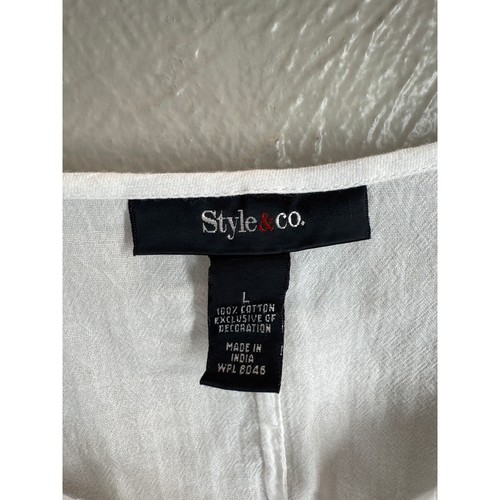 Style&co.
L
100% COTTON
EXCLUSIVE OF
DECORATION
MADE IN
INDIA
WPL 8046